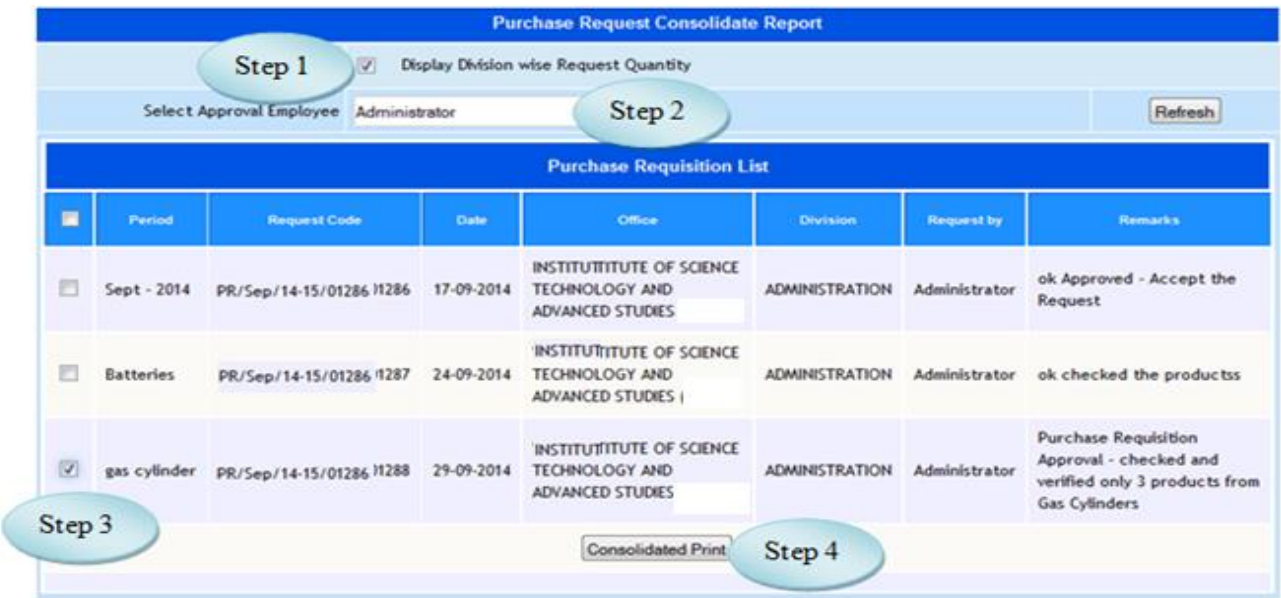 Purchase Request Consolidate Report
Step 1
Display Division wise Request Quantity
Select Approval Employee Administrator
Step 2
Refresh
Purchase Requisition List
Period Request Code Date Office Division Request by Remarks
Sept - 2014 PR/Sep/14-15/01286 17-09-2014 INSTITUTITUTE OF SCIENCE TECHNOLOGY AND ADVANCED STUDIES ADMINISTRATION Administrator ok Approved - Accept the Request
Batteries PR/Sep/14-15/01286 1287 24-09-2014 INSTITUTITUTE OF SCIENCE TECHNOLOGY AND ADVANCED STUDIES ADMINISTRATION Administrator ok checked the productss
gas cylinder PR/Sep/14-15/01286 1288 29-09-2014 INSTITUTITUTE OF SCIENCE TECHNOLOGY AND ADVANCED STUDIES ADMINISTRATION Administrator Purchase Requisition Approval - checked and verified only 3 products from Gas Cylinders
Step 3
Consolidated Print
Step 4